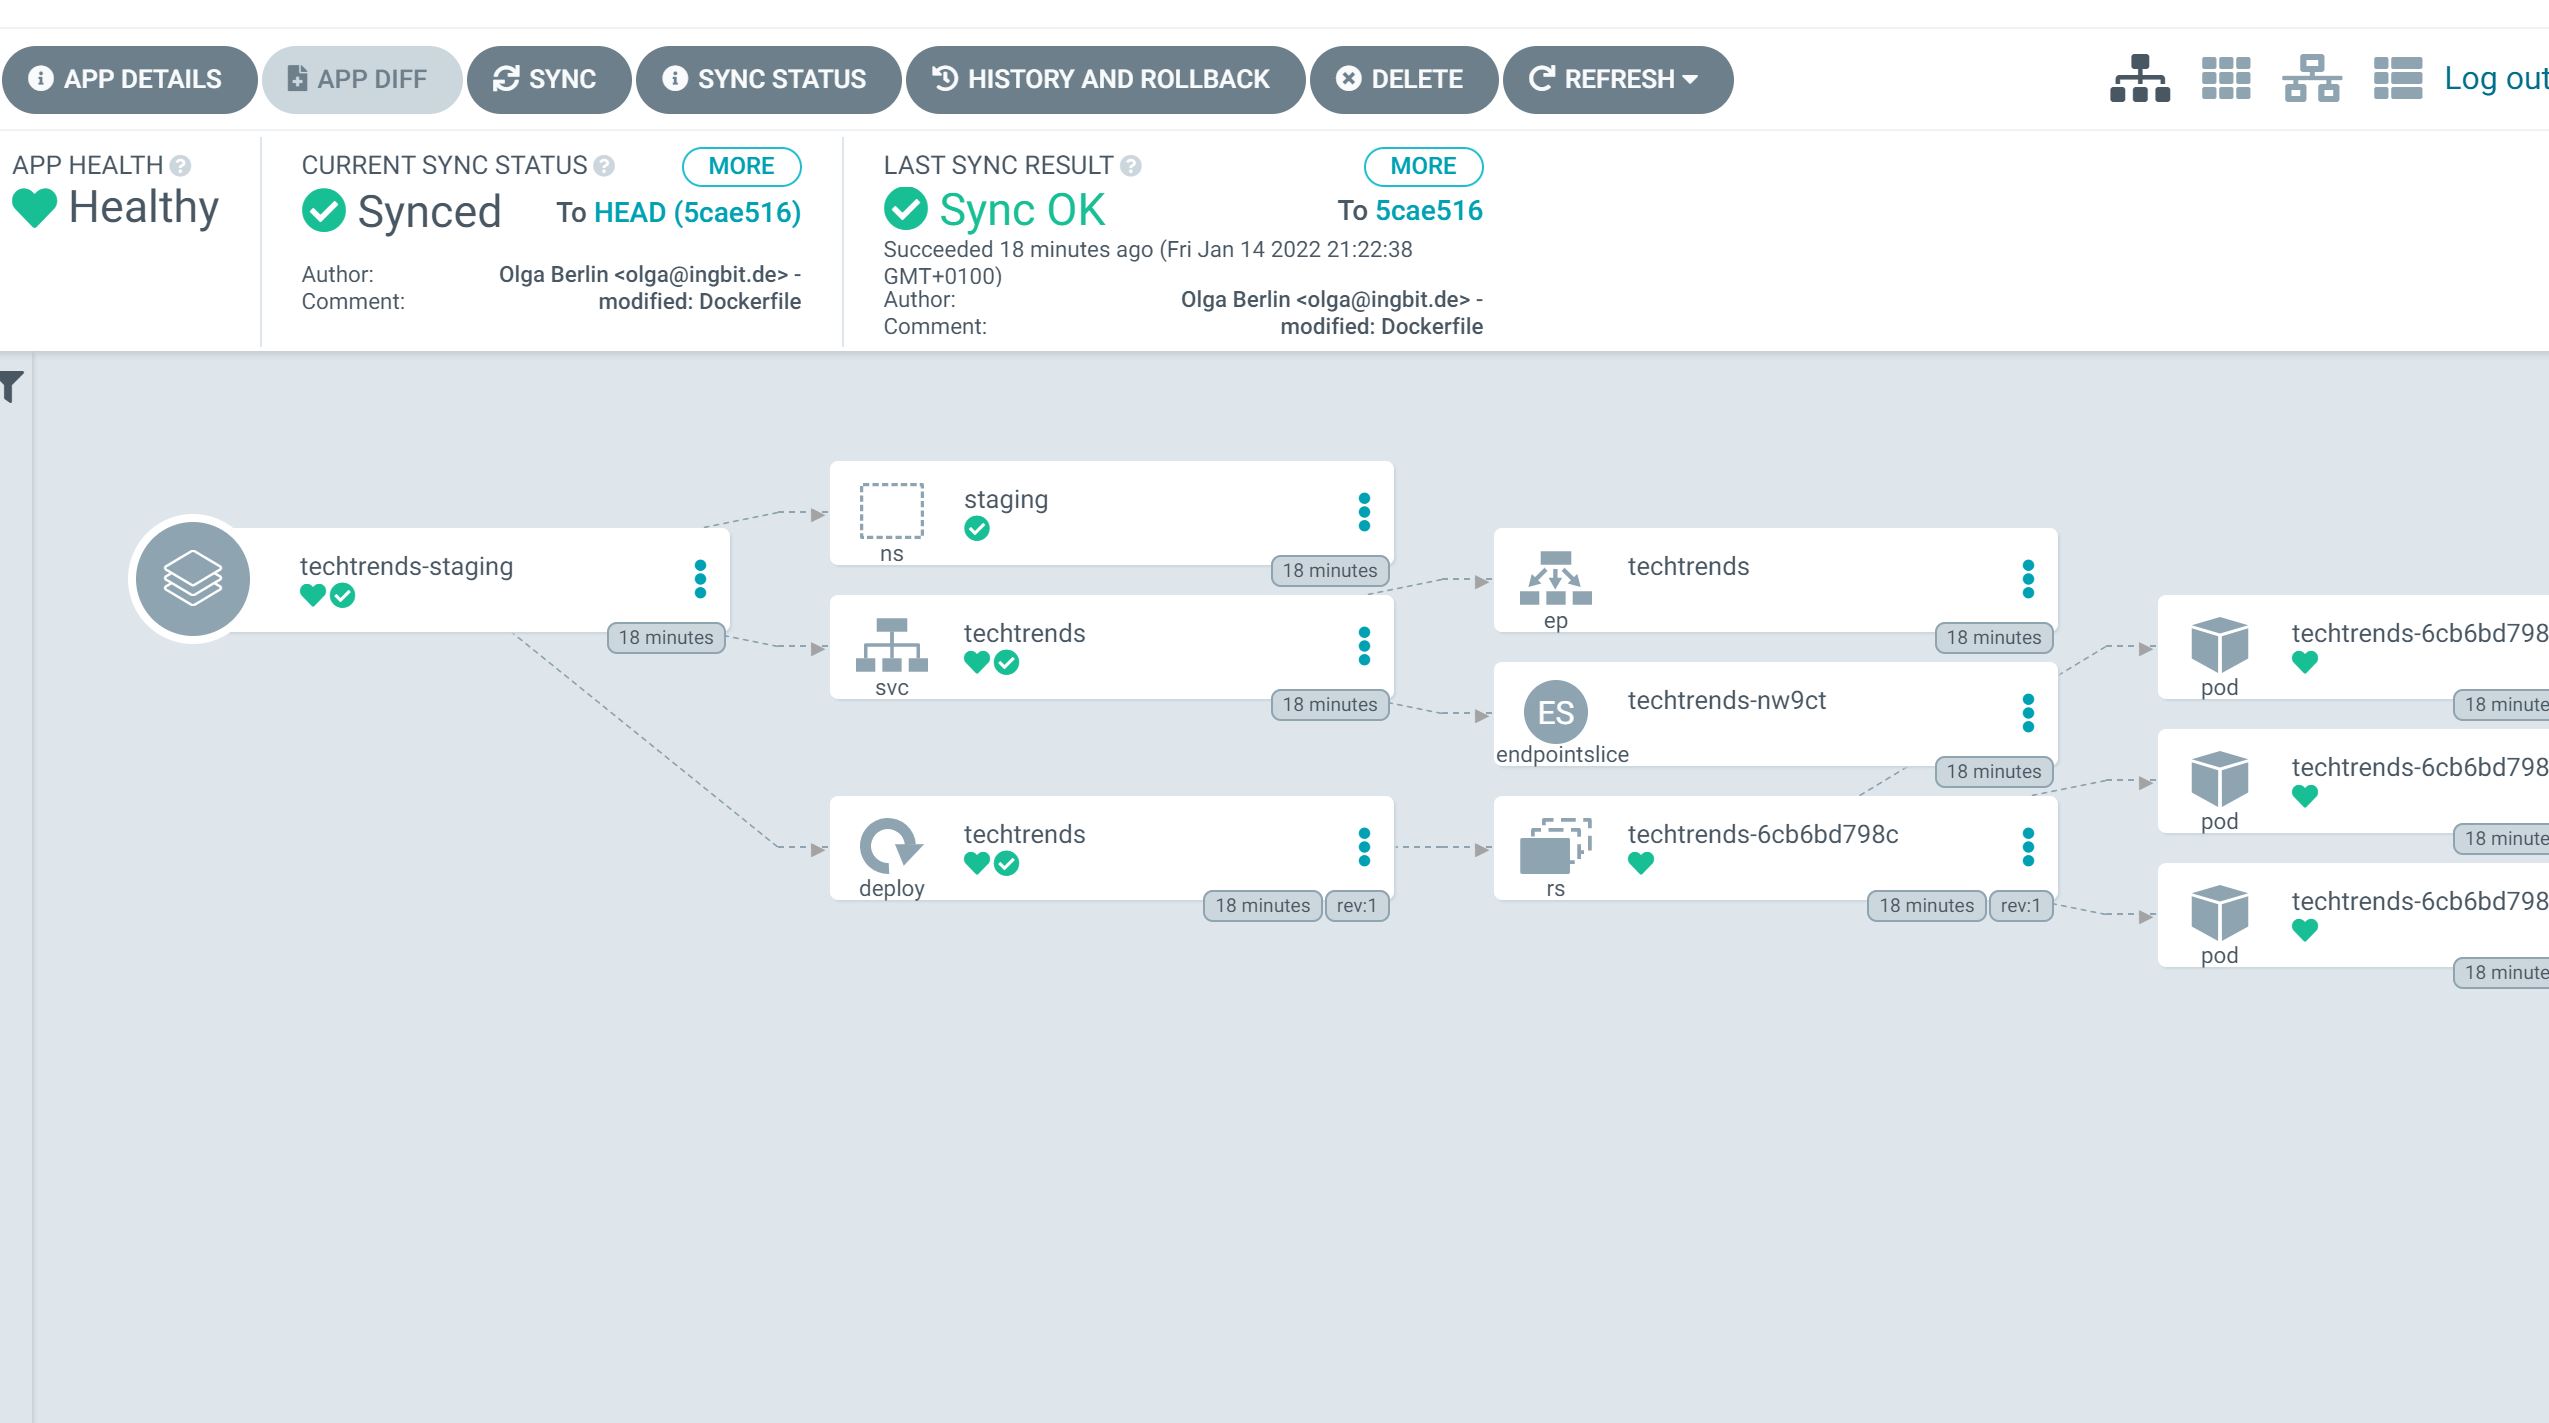 APP DETAILS
APP DIFF
SYNC
SYNC STATUS
HISTORY AND ROLLBACK
DELETE
REFRESH
Log out
APP HEALTH
Healthy
CURRENT SYNC STATUS
MORE
Synced
To HEAD (5cae516)
Author: Olga Berlin <olga@ingbit.de> -
Comment: modified: Dockerfile
LAST SYNC RESULT
MORE
Sync OK
To 5cae516
Succeeded 18 minutes ago (Fri Jan 14 2022 21:22:38
GMT+0100)
Author: Olga Berlin <olga@ingbit.de> -
Comment: modified: Dockerfile
techtrends-staging
18 minutes
staging
ns
18 minutes
techtrends
svc
18 minutes
techtrends
deploy
18 minutes
rev:1
techtrends
ep
18 minutes
ES
techtrends-nw9ct
endpointslice
18 minutes
techtrends-6cb6bd798c
rs
18 minutes
rev:1
techtrends-6cb6bd798
pod
18 minute
techtrends-6cb6bd798
pod
18 minute
techtrends-6cb6bd798
pod
18 minute